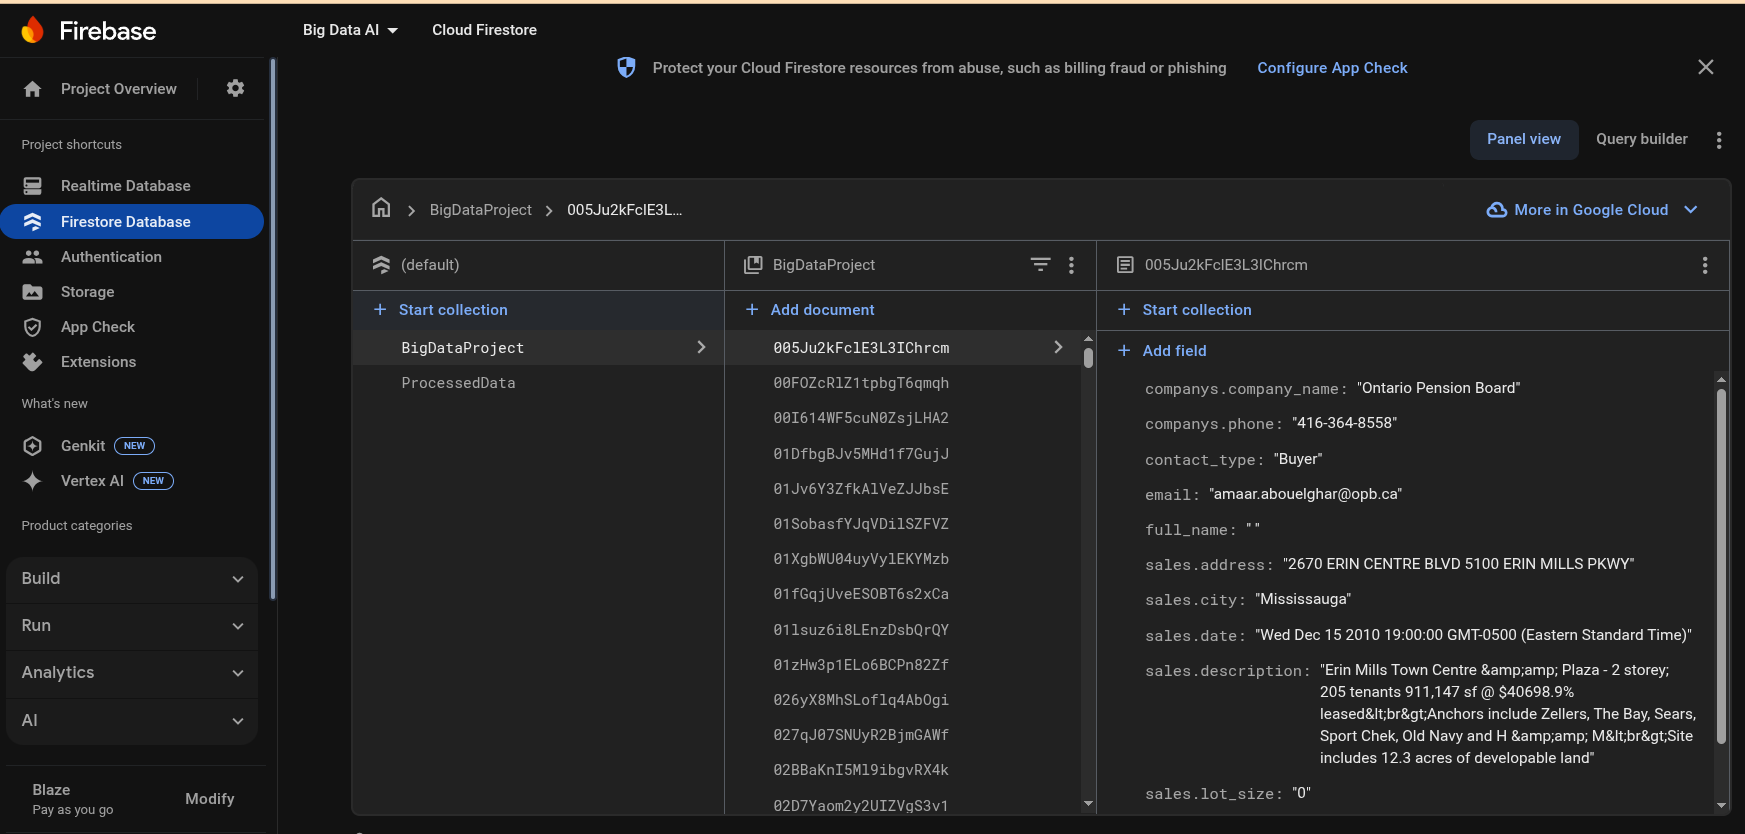 Firebase
Big Data AI
Cloud Firestore
Protect your Cloud Firestore resources from abuse, such as billing fraud or phishing
Configure App Check
Project Overview
Project shortcuts
Realtime Database
Firestore Database
Authentication
Storage
App Check
Extensions
What's new
Genkit NEW
Vertex AI NEW
Product categories
Build
Run
Analytics
AI
Blaze
Pay as you go
Modify
Panel view
Query builder
BigDataProject
005Ju2kFclE3L...
More in Google Cloud
(default)
+ Start collection
BigDataProject
ProcessedData
BigDataProject
+ Add document
005Ju2kFclE3L3IChrcm
00FOZcRlZ1tpbgT6qmqh
00I614WF5cuN0ZsjLHA2
01DfbgBJv5MHd1f7GujJ
01Jv6Y3ZfkAlVeZJJbsE
01SobasfYJqVDilSZFVZ
01XgbWU04uyVylEKYMzb
01fGqjUveESOBT6s2xCa
01lsuz6i8LEnzDsbQrQY
01zHw3p1ELo6BCPn82Zf
026yX8MhSLoflq4AbOgi
027qJ07SNUyR2BjmGAWf
02BBaKnI5Ml9ibgvRX4k
02D7Yaom2y2UIZVgS3v1
005Ju2kFclE3L3IChrcm
+ Start collection
+ Add field
companys.company_name: "Ontario Pension Board"
companys.phone: "416-364-8558"
contact_type: "Buyer"
email: "amaar.abouelghar@opb.ca"
full_name: " "
sales.address: "2670 ERIN CENTRE BLVD 5100 ERIN MILLS PKWY"
sales.city: "Mississauga"
sales.date: "Wed Dec 15 2010 19:00:00 GMT-0500 (Eastern Standard Time)"
sales.description: "Erin Mills Town Centre &amp;amp; Plaza - 2 storey;
205 tenants 911,147 sf @ $40698.9%
leased&lt;br&gt;Anchors include Zellers, The Bay, Sears,
Sport Chek, Old Navy and H &amp;amp; M&lt;br&gt;Site
includes 12.3 acres of developable land"
sales.lot_size: "0"